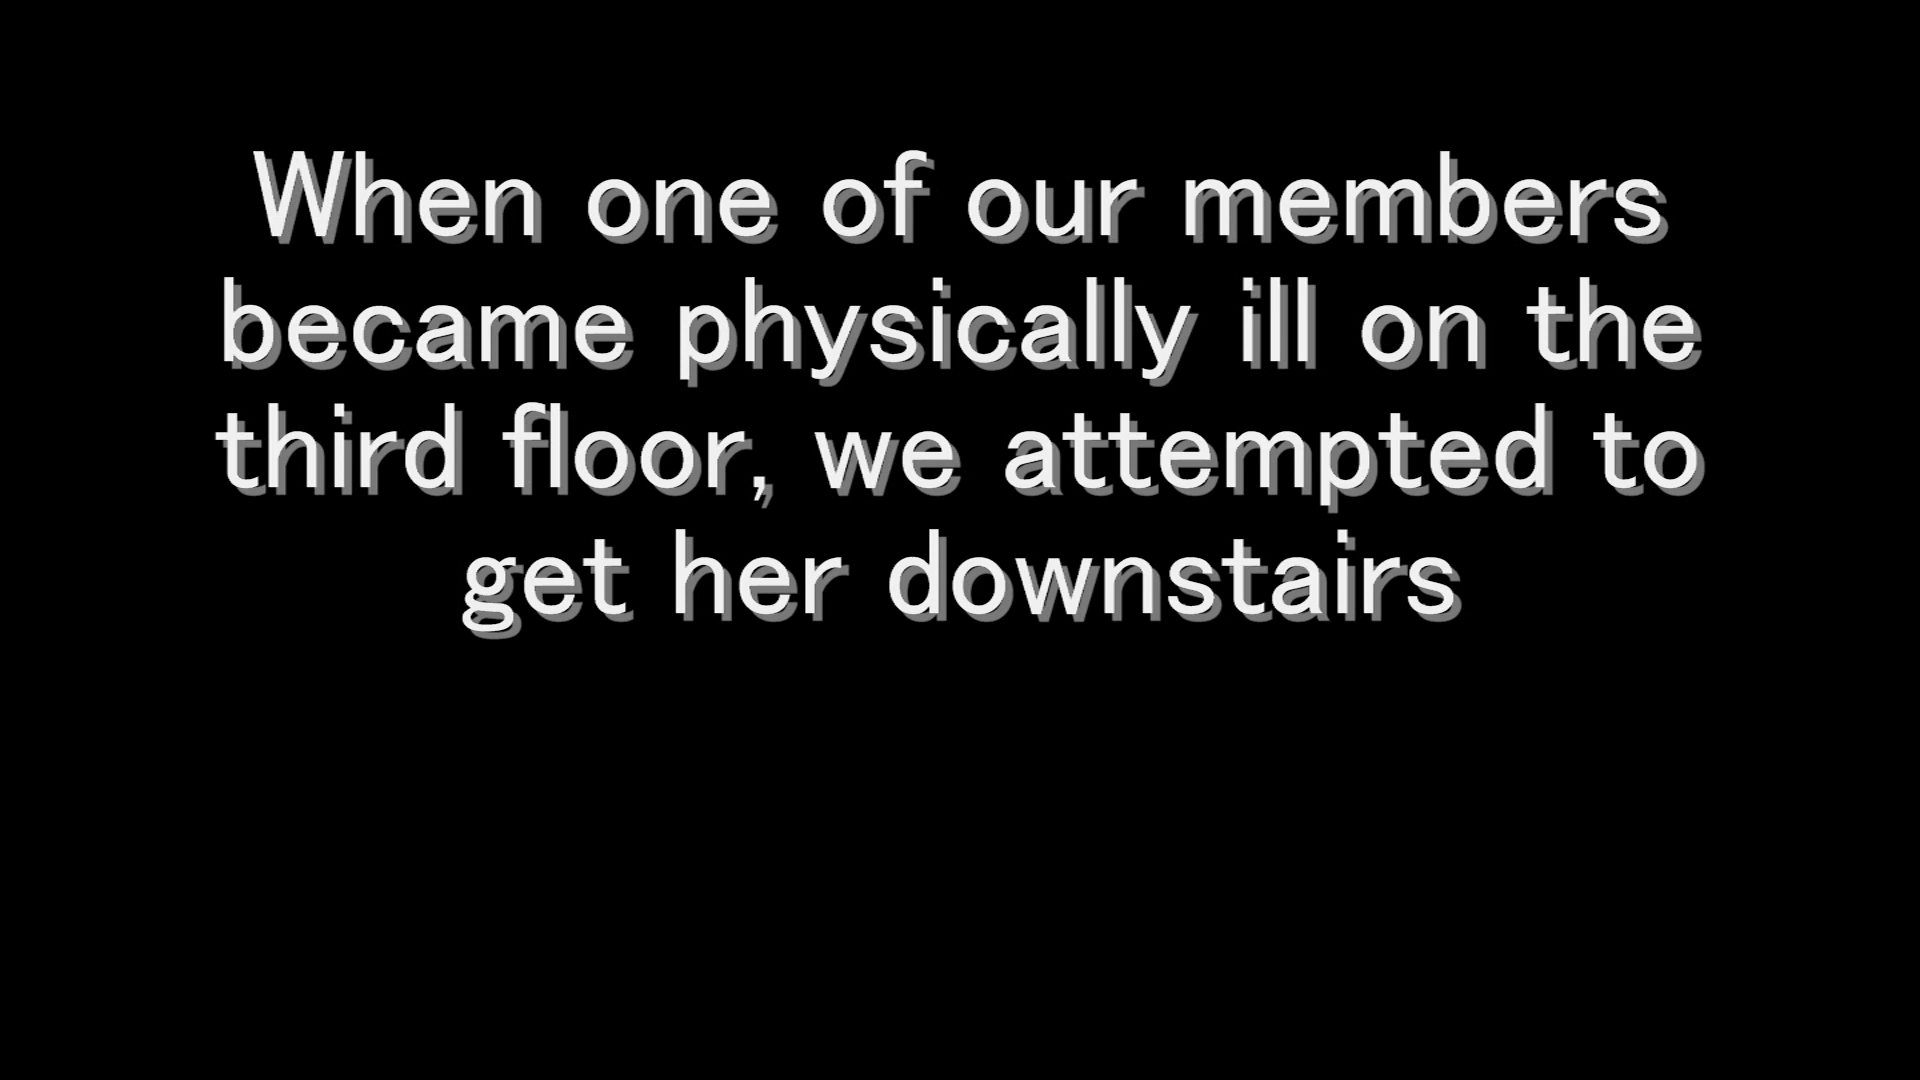 When one of our members
became physically ill on the
third floor, we attempted to
get her downstairs